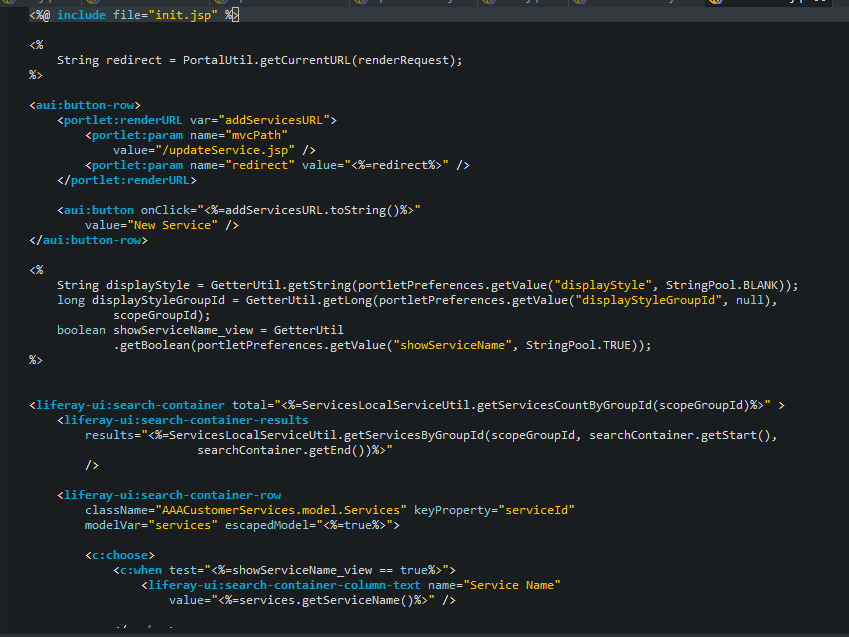 <%@ include file="init.jsp" %>
<%
String redirect = PortalUtil.getCurrentURL(renderRequest);
%>
<aui:button-row>
<portlet:renderURL var="addServicesURL">
<portlet:param name="mvcPath"
value="/updateService.jsp" />
<portlet:param name="redirect" value="<%=redirect%>" />
</portlet:renderURL>
<aui:button onClick="<%=addServicesURL.toString()%>"
value="New Service" />
</aui:button-row>
<%
String displayStyle = GetterUtil.getString(portletPreferences.getValue("displayStyle", StringPool.BLANK));
long displayStyleGroupId = GetterUtil.getLong(portletPreferences.getValue("displayStyleGroupId", null),
scopeGroupId);
boolean showServiceName_view = GetterUtil
.getBoolean(portletPreferences.getValue("showServiceName", StringPool.TRUE));
%>
<liferay-ui:search-container total="<%=ServicesLocalServiceUtil.getServicesCountByGroupId(scopeGroupId)%>" >
<liferay-ui:search-container-results
results="<%=ServicesLocalServiceUtil.getServicesByGroupId(scopeGroupId, searchContainer.getStart(),
searchContainer.getEnd())%>"
/>
<liferay-ui:search-container-row
className="AAACustomerServices.model.Services" keyProperty="serviceId"
modelVar="services" escapedModel="<%=true%>">
<c:choose>
<c:when test="<%=showServiceName_view == true%>">
<liferay-ui:search-container-column-text name="Service Name"
value="<%=services.getServiceName()%>" />